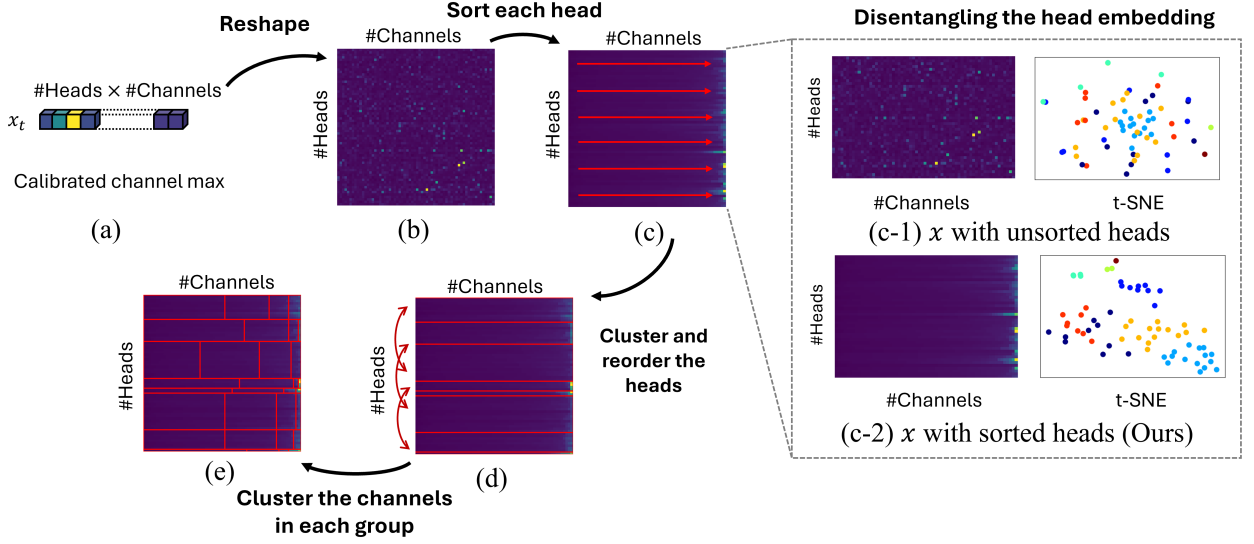 Reshape
Sort each head
Disentangling the head embedding
#Heads × #Channels
x_t
Calibrated channel max
(a)
#Channels
#Heads
(b)
#Channels
#Heads
(c)
#Heads
#Channels
t-SNE
(c-1) x with unsorted heads
#Heads
#Channels
t-SNE
(c-2) x with sorted heads (Ours)
Cluster and
reorder the
heads
#Channels
#Heads
(d)
Cluster the channels
in each group
#Channels
#Heads
(e)